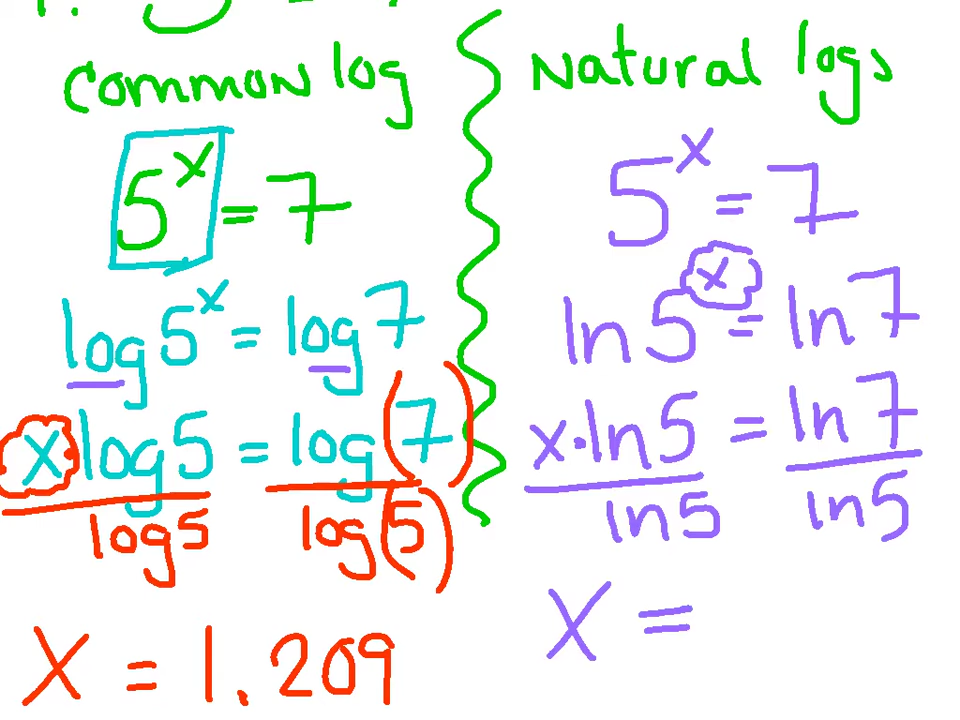 common log
5^x = 7
log 5^x = log 7
x log 5 = log(7)
log 5 log(5)
x = 1.209
Natural logs
5^x = 7
ln 5^x = ln 7
x · ln 5 = ln 7
ln 5 ln 5
x =